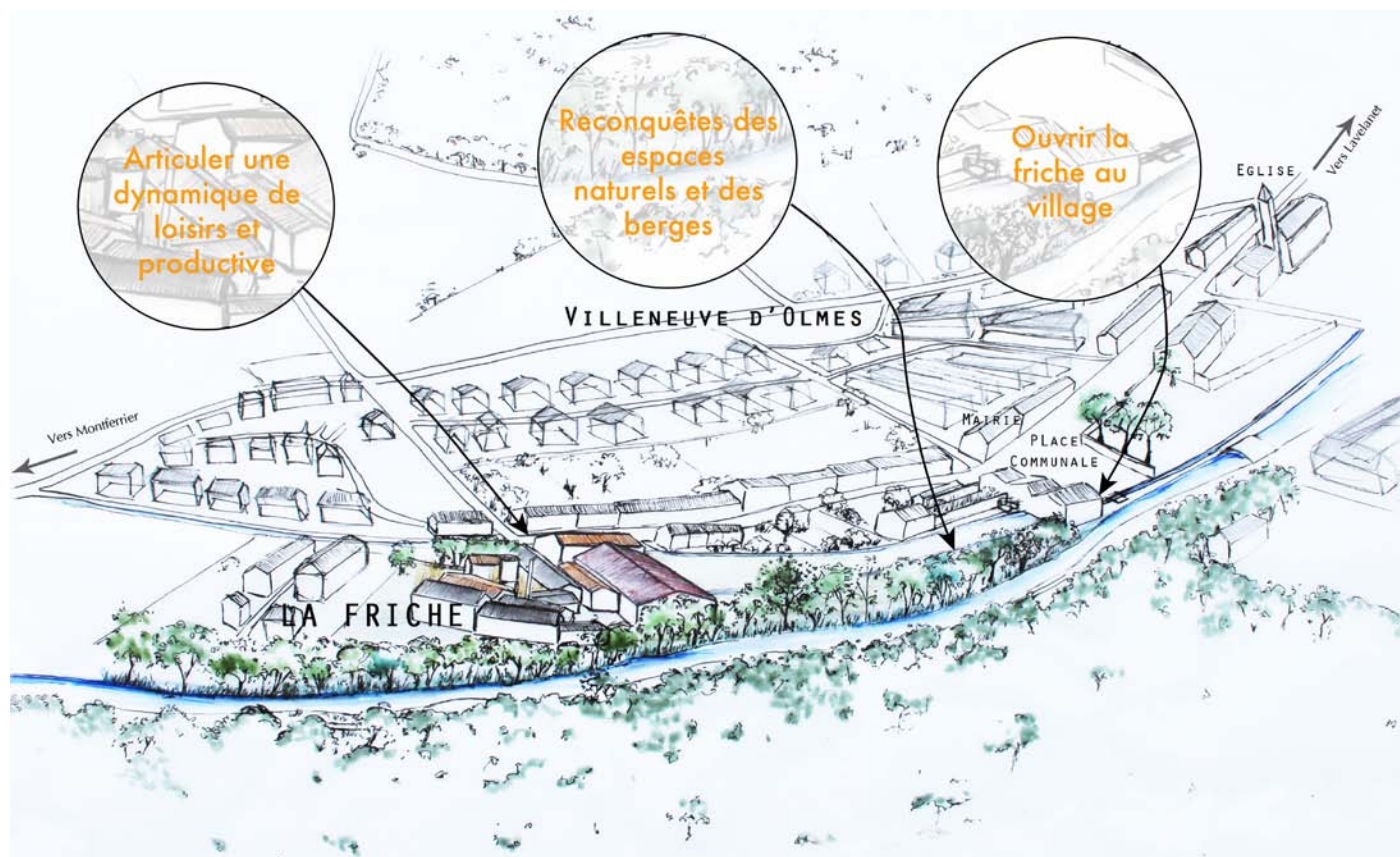 Articuler une
dynamique de
loisirs et
productive
Reconquêtes des
espaces
naturels et des
berges
Ouvrir la
friche au
village
Vers Lavelanet
EGLISE
VILLENEUVE D'OLMES
Vers Montferrier
MAIRIE
PLACE
COMMUNALE
LA FRICHE